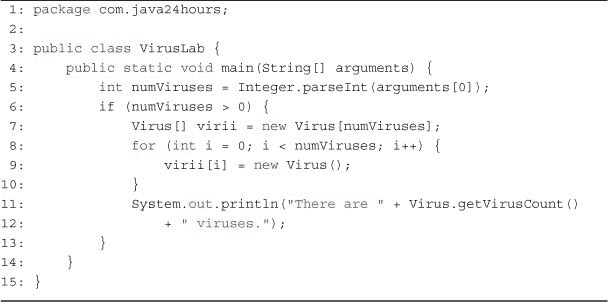 1: package com.java24hours;
2:
3: public class VirusLab {
4:     public static void main(String[] arguments) {
5:         int numViruses = Integer.parseInt(arguments[0]);
6:         if (numViruses > 0) {
7:             Virus[] virii = new Virus[numViruses];
8:             for (int i = 0; i < numViruses; i++) {
9:                 virii[i] = new Virus();
10:             }
11:             System.out.println("There are " + Virus.getVirusCount()
12:                 + " viruses.");
13:         }
14:     }
15: }